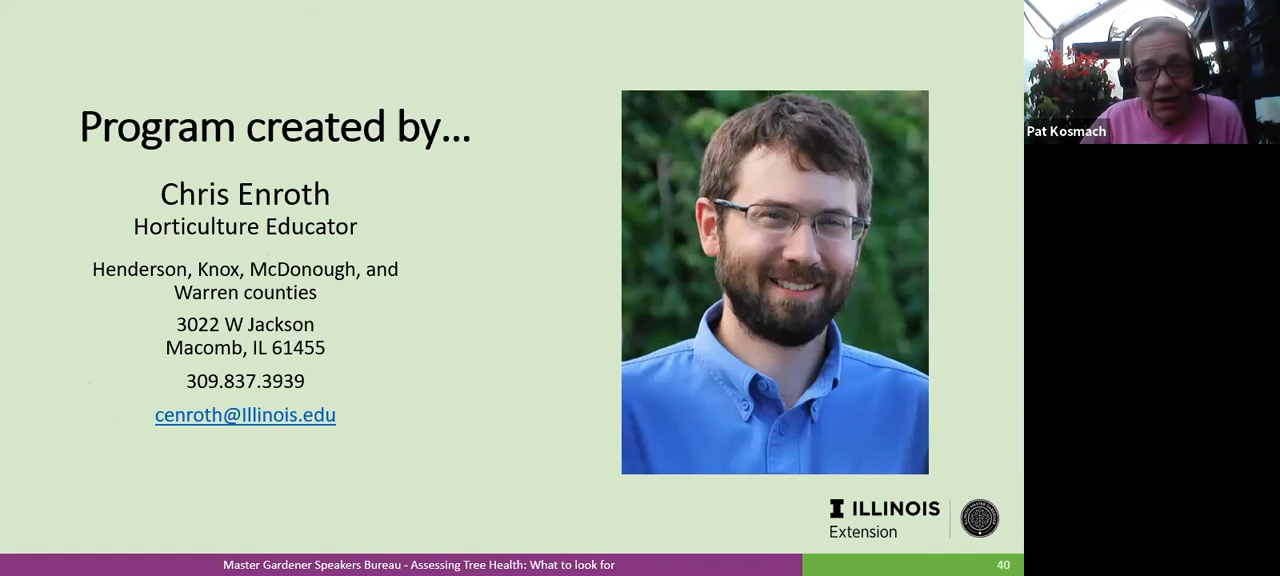 Program created by...
Chris Enroth
Horticulture Educator
Henderson, Knox, McDonough, and
Warren counties
3022 W Jackson
Macomb, IL 61455
309.837.3939
cenroth@Illinois.edu
Pat Kosmach
I ILLINOIS
Extension
Master Gardener Speakers Bureau - Assessing Tree Health: What to look for
40